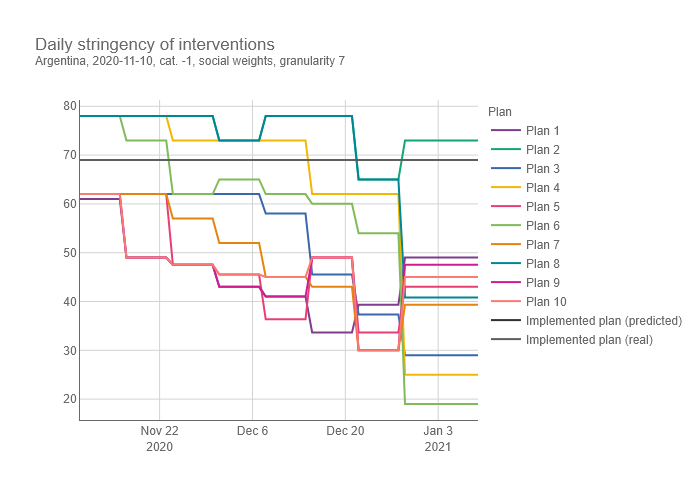 Daily stringency of interventions
Argentina, 2020-11-10, cat. -1, social weights, granularity 7
80
70
60
50
40
30
20
Nov 22
2020
Dec 6
Dec 20
Jan 3
2021
Plan
Plan 1
Plan 2
Plan 3
Plan 4
Plan 5
Plan 6
Plan 7
Plan 8
Plan 9
Plan 10
Implemented plan (predicted)
Implemented plan (real)